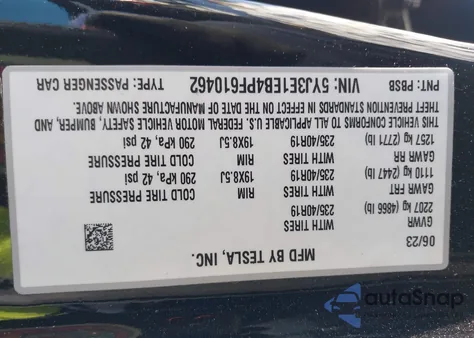 MFD BY TESLA, INC.
06/23
GVWR
2207 kg (4866 lb)
GAWR FRT WITH TIRES RIM COLD TIRE PRESSURE
1110 kg (2447 lb) 235/40R19 19X8.5J 290 kPa, 42 psi
GAWR RR WITH TIRES RIM COLD TIRE PRESSURE
1257 kg (2771 lb) 235/40R19 19X8.5J 290 kPa, 42 psi
THIS VEHICLE CONFORMS TO ALL APPLICABLE U.S. FEDERAL MOTOR VEHICLE SAFETY, BUMPER, AND
THEFT PREVENTION STANDARDS IN EFFECT ON THE DATE OF MANUFACTURE SHOWN ABOVE.
PNT: PBSB VIN: 5YJ3E1EB4PF610462 TYPE: PASSENGER CAR
autoSnap